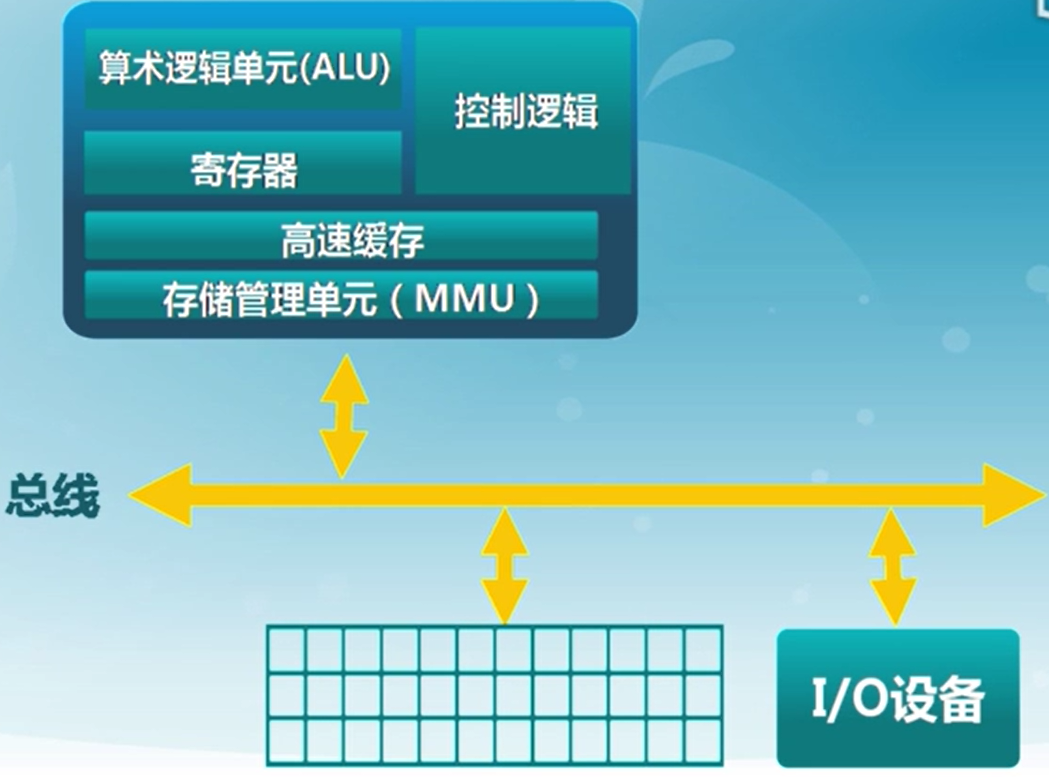 算术逻辑单元(ALU)
控制逻辑
寄存器
高速缓存
存储管理单元（MMU）
总线
I/O设备